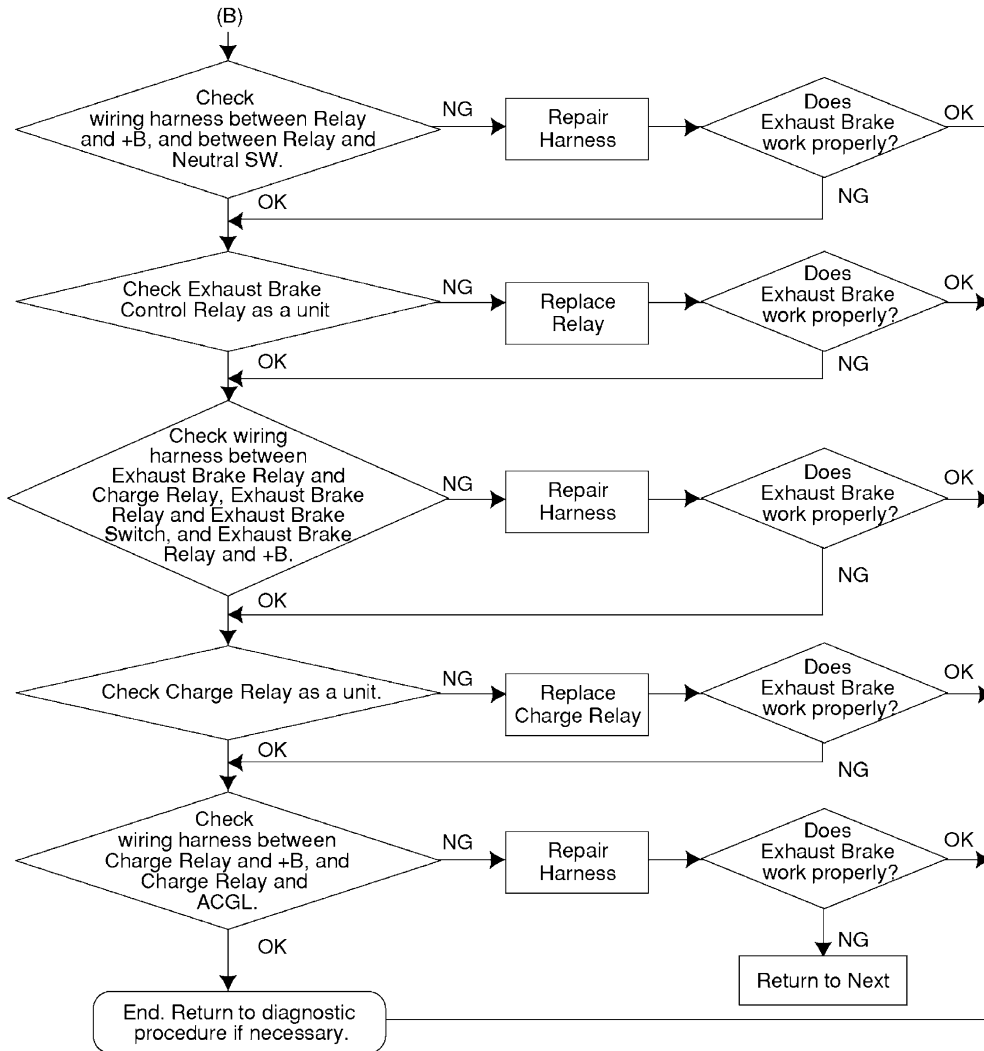 (B)
Check
wiring harness between Relay
and +B, and between Relay and
Neutral SW.
NG
Repair
Harness
Does
Exhaust Brake
work properly?
OK
OK
NG
Check Exhaust Brake
Control Relay as a unit
NG
Replace
Relay
Does
Exhaust Brake
work properly?
OK
OK
NG
Check wiring
harness between
Exhaust Brake Relay and
Charge Relay, Exhaust Brake
Relay and Exhaust Brake
Switch, and Exhaust Brake
Relay and +B.
NG
Repair
Harness
Does
Exhaust Brake
work properly?
OK
OK
NG
Check Charge Relay as a unit.
NG
Replace
Charge Relay
Does
Exhaust Brake
work properly?
OK
OK
NG
Check
wiring harness between
Charge Relay and +B, and
Charge Relay and
ACGL.
NG
Repair
Harness
Does
Exhaust Brake
work properly?
OK
OK
NG
Return to Next
End. Return to diagnostic
procedure if necessary.